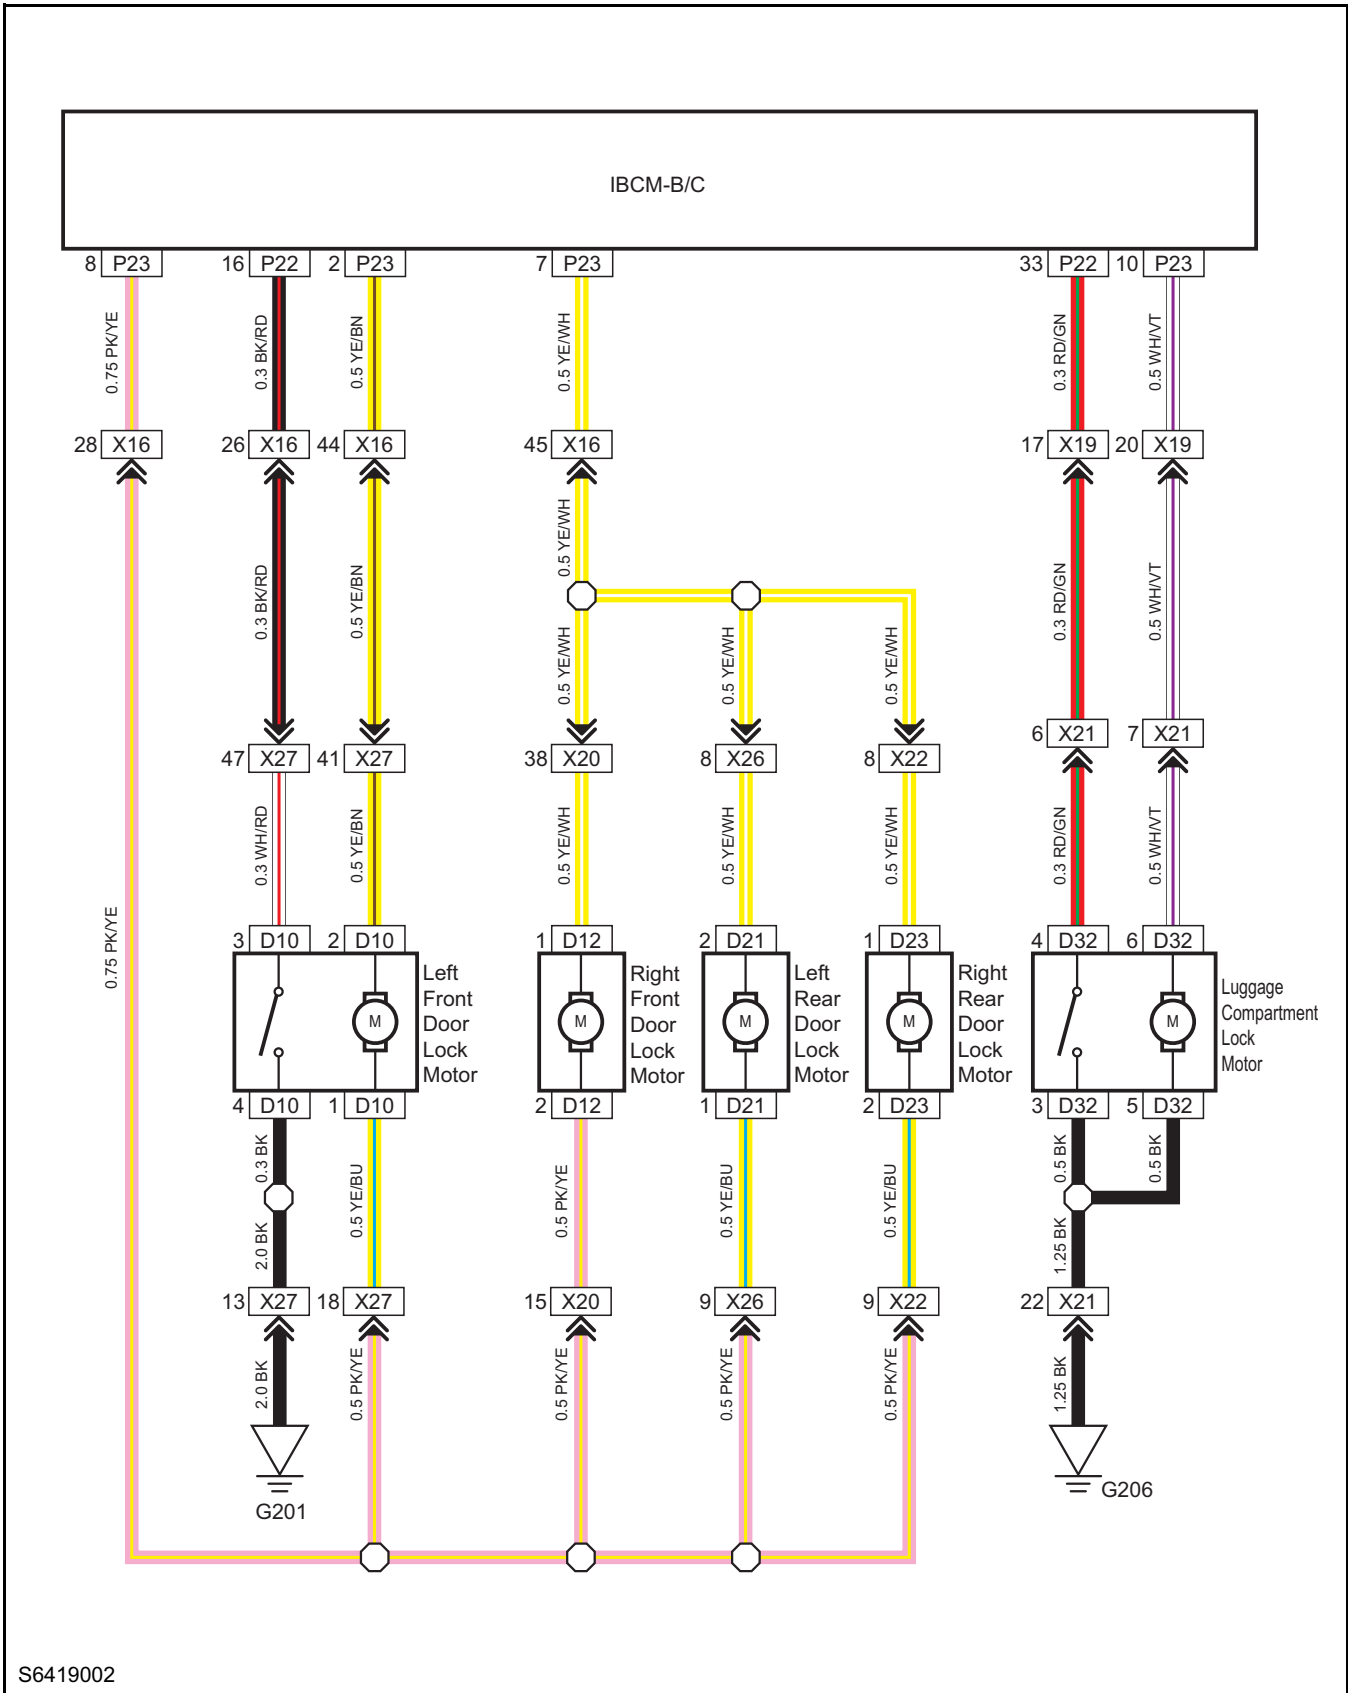 IBCM-B/C
8 P23 16 P22 2 P23 7 P23 33 P22 10 P23
0.75 PK/YE 0.3 BK/RD 0.5 YE/BN 0.5 YE/WH 0.3 RD/GN 0.5 WH/VT
28 X16 26 X16 44 X16 45 X16 17 X19 20 X19
0.5 YE/WH
0.3 BK/RD 0.5 YE/BN 0.3 RD/GN 0.5 WH/VT
0.5 YE/WH 0.5 YE/WH 0.5 YE/WH
6 X21 7 X21
47 X27 41 X27 38 X20 8 X26 8 X22
0.3 WH/RD 0.5 YE/BN 0.5 YE/WH 0.5 YE/WH 0.5 YE/WH 0.3 RD/GN 0.5 WH/VT
0.75 PK/YE
3 D10 2 D10 1 D12 2 D21 1 D23 4 D32 6 D32
Left
Front
Door
Lock
Motor
Right
Front
Door
Lock
Motor
Left
Rear
Door
Lock
Motor
Right
Rear
Door
Lock
Motor
Luggage
Compartment
Lock
Motor
M M M M M
4 D10 1 D10 2 D12 1 D21 2 D23 3 D32 5 D32
0.3 BK 0.5 YE/BU 0.5 PK/YE 0.5 YE/BU 0.5 YE/BU 0.5 BK 0.5 BK
2.0 BK 1.25 BK
13 X27 18 X27 15 X20 9 X26 9 X22 22 X21
2.0 BK 0.5 PK/YE 0.5 PK/YE 0.5 PK/YE 0.5 PK/YE 1.25 BK
G201 G206
S6419002